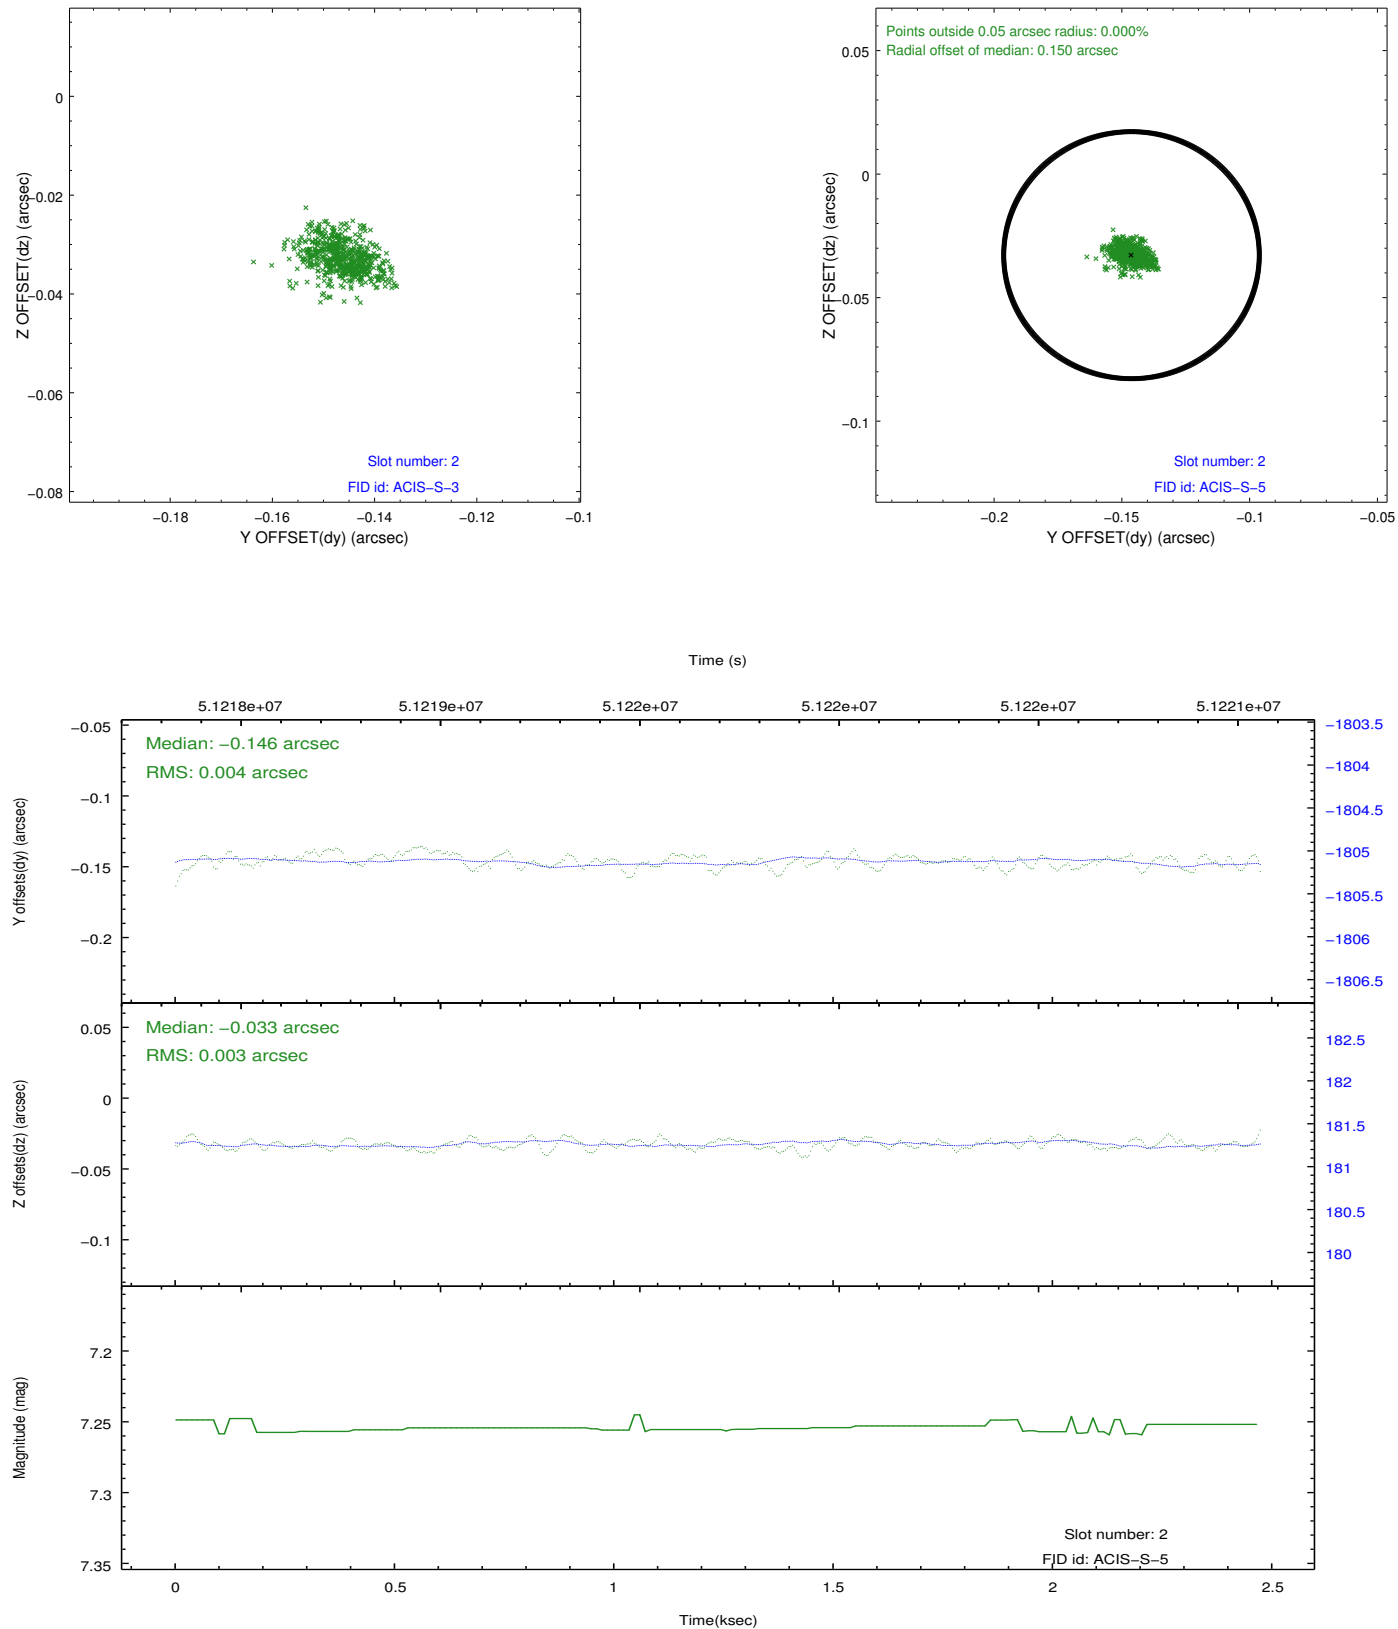 0
−0.02
−0.04
−0.06
−0.08
Z OFFSET(dz) (arcsec)
Slot number: 2
FID id: ACIS−S−3
−0.18 −0.16 −0.14 −0.12 −0.1
Y OFFSET(dy) (arcsec)
Points outside 0.05 arcsec radius: 0.000%
Radial offset of median: 0.150 arcsec
0.05
0
−0.05
−0.1
Z OFFSET(dz) (arcsec)
Slot number: 2
FID id: ACIS−S−5
−0.2 −0.15 −0.1 −0.05
Y OFFSET(dy) (arcsec)
Time (s)
5.1218e+07 5.1219e+07 5.122e+07 5.122e+07 5.122e+07 5.1221e+07
Median: −0.146 arcsec
RMS: 0.004 arcsec
−0.05
−0.1
−0.15
−0.2
Y offsets(dy) (arcsec)
−1803.5
−1804
−1804.5
−1805
−1805.5
−1806
−1806.5
Median: −0.033 arcsec
RMS: 0.003 arcsec
0.05
0
−0.05
−0.1
Z offsets(dz) (arcsec)
182.5
182
181.5
181
180.5
180
7.2
7.25
7.3
7.35
Magnitude (mag)
Slot number: 2
FID id: ACIS−S−5
0 0.5 1 1.5 2 2.5
Time(ksec)